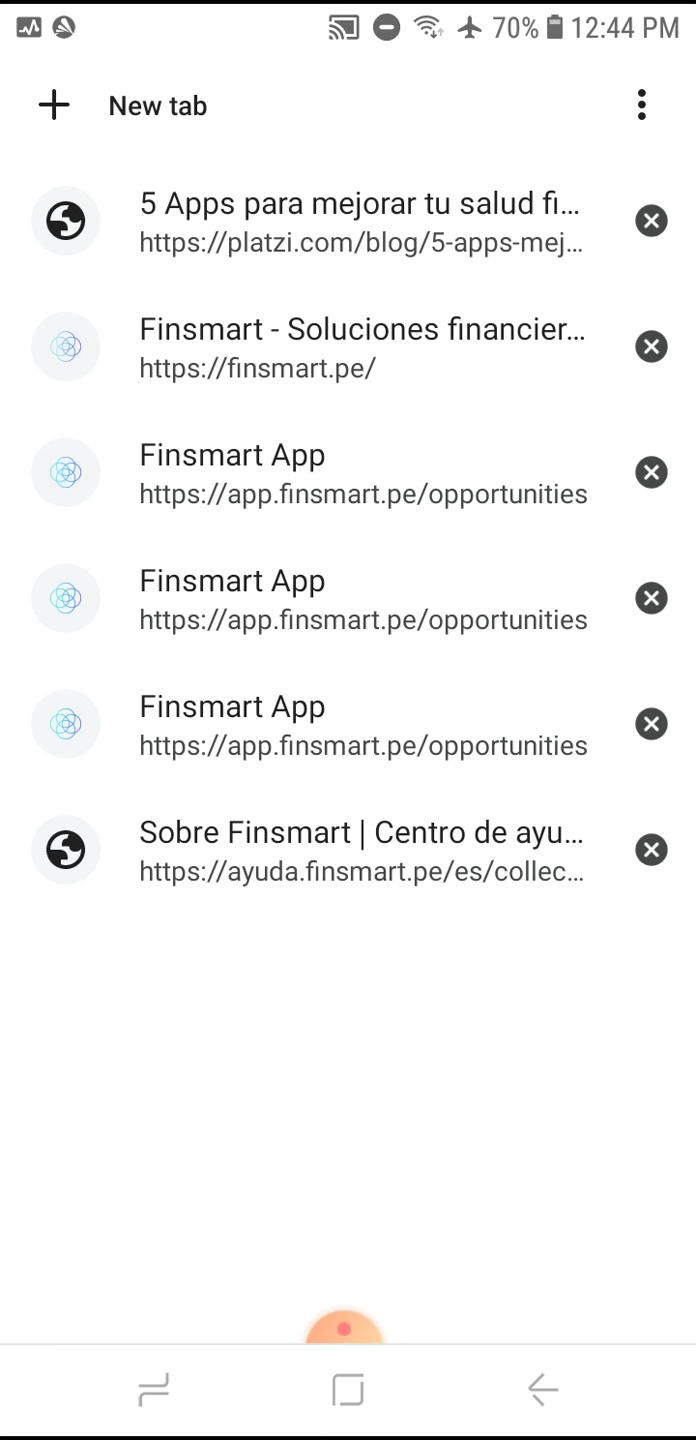 70% 12:44 PM
New tab
5 Apps para mejorar tu salud fi...
https://platzi.com/blog/5-apps-mej...
Finsmart - Soluciones financier...
https://finsmart.pe/
Finsmart App
https://app.finsmart.pe/opportunities
Finsmart App
https://app.finsmart.pe/opportunities
Finsmart App
https://app.finsmart.pe/opportunities
Sobre Finsmart | Centro de ayu...
https://ayuda.finsmart.pe/es/collec...